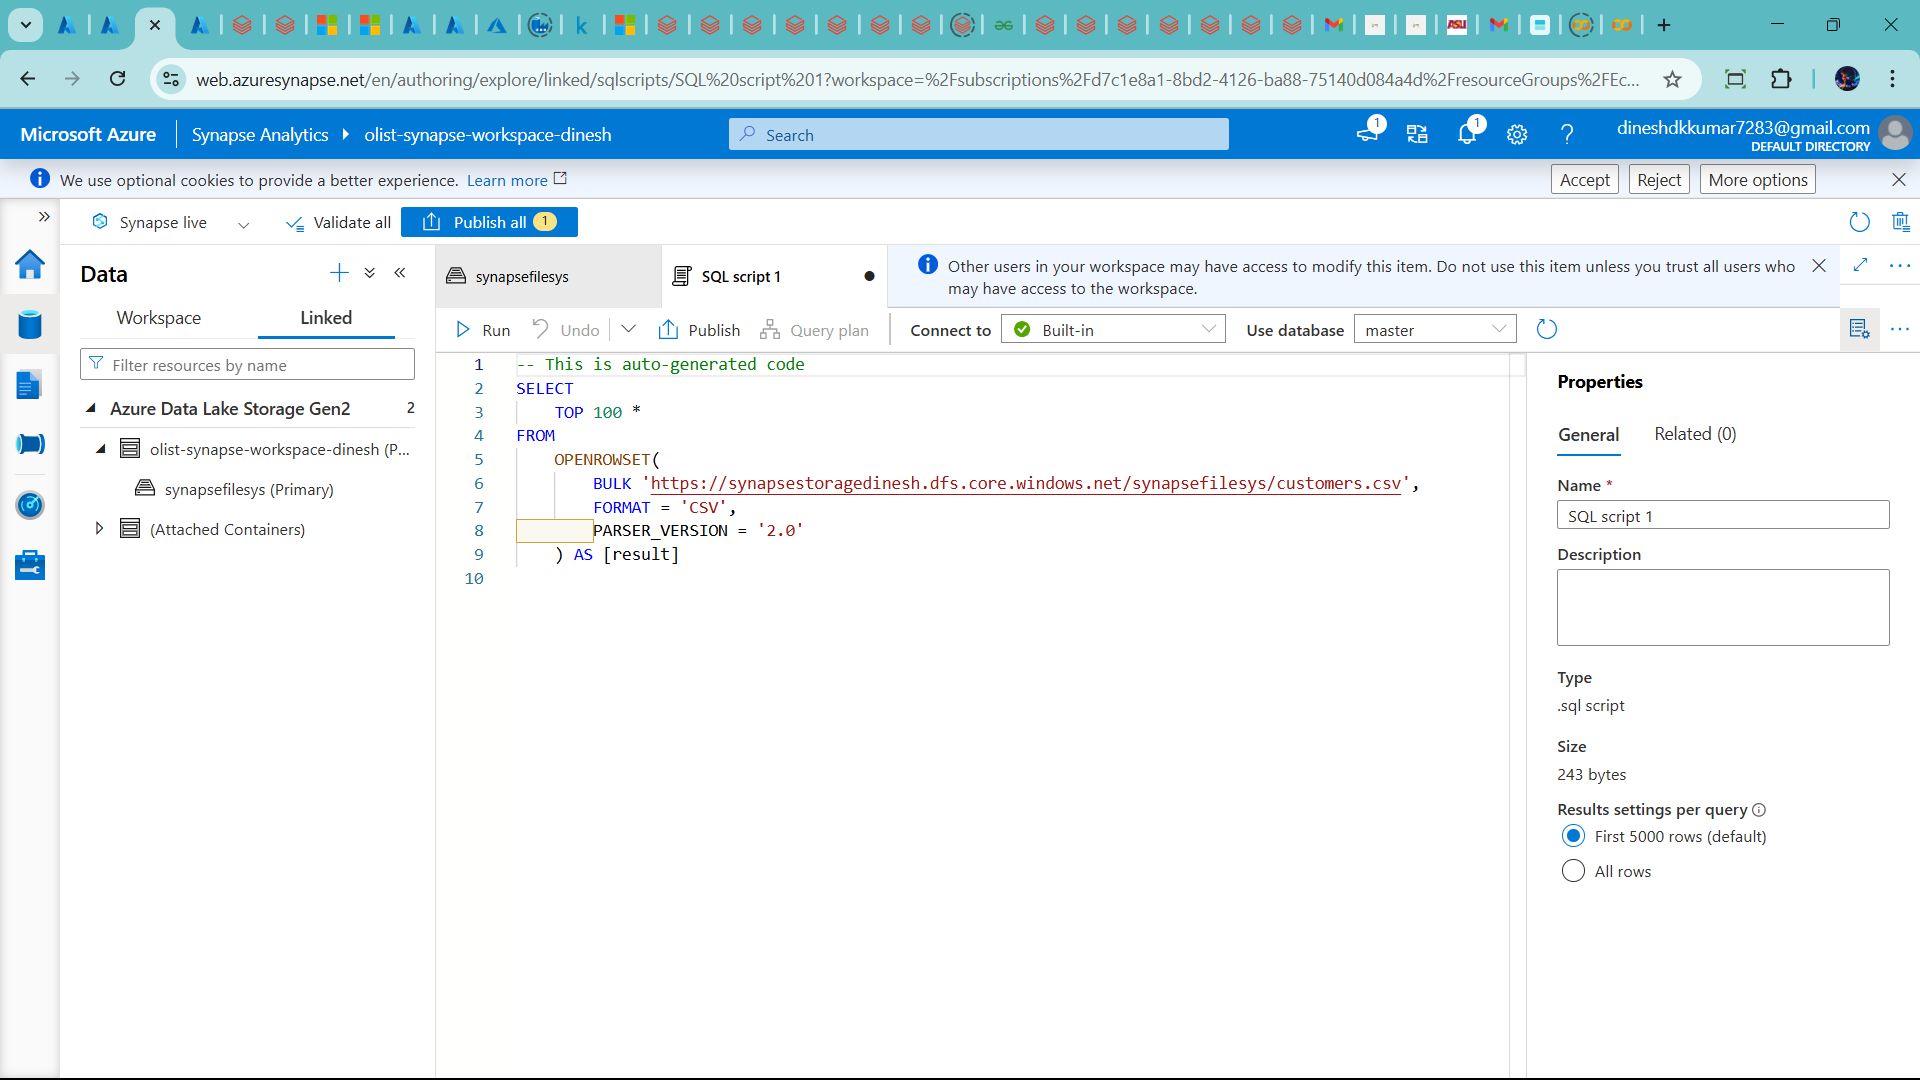 web.azuresynapse.net/en/authoring/explore/linked/sqlscripts/SQL%20script%201?workspace=%2Fsubscriptions%2Fd7c1e8a1-8bd2-4126-ba88-75140d084a4d%2FresourceGroups%2FEc...
Microsoft Azure
Synapse Analytics
olist-synapse-workspace-dinesh
Search
1
1
dineshdkkumar7283@gmail.com
DEFAULT DIRECTORY
We use optional cookies to provide a better experience. Learn more
Accept
Reject
More options
Synapse live
Validate all
Publish all 1
Data
Workspace
Linked
Filter resources by name
Azure Data Lake Storage Gen2 2
olist-synapse-workspace-dinesh (P...
synapsefilesys (Primary)
(Attached Containers)
synapsefilesys
SQL script 1
Other users in your workspace may have access to modify this item. Do not use this item unless you trust all users who
may have access to the workspace.
Run
Undo
Publish
Query plan
Connect to
Built-in
Use database
master
1 -- This is auto-generated code
2 SELECT
3 TOP 100 *
4 FROM
5 OPENROWSET(
6 BULK 'https://synapsestoragedinesh.dfs.core.windows.net/synapsefilesys/customers.csv',
7 FORMAT = 'CSV',
8 PARSER_VERSION = '2.0'
9 ) AS [result]
10
Properties
General
Related (0)
Name *
SQL script 1
Description
Type
.sql script
Size
243 bytes
Results settings per query
First 5000 rows (default)
All rows